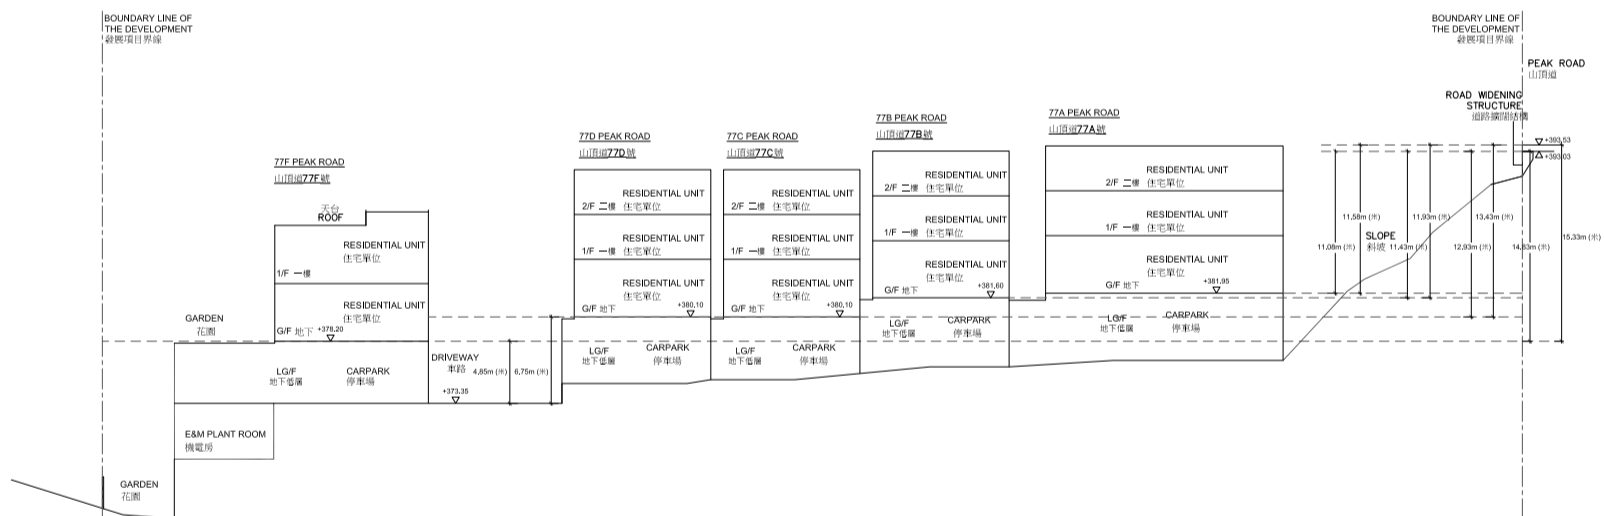 BOUNDARY LINE OF
THE DEVELOPMENT
發展項目界線
BOUNDARY LINE OF
THE DEVELOPMENT
發展項目界線
PEAK ROAD
山頂道
ROAD WIDENING
STRUCTURE
道路擴闊結構
+393.53
+393.03
77F PEAK ROAD
山頂道77F號
77D PEAK ROAD
山頂道77D號
77C PEAK ROAD
山頂道77C號
77B PEAK ROAD
山頂道77B號
77A PEAK ROAD
山頂道77A號
天台
ROOF
RESIDENTIAL UNIT
住宅單位
1/F 一樓
RESIDENTIAL UNIT
住宅單位
G/F 地下 +378.20
GARDEN
花園
LG/F
地下低層
CARPARK
停車場
E&M PLANT ROOM
機電房
GARDEN
花園
DRIVEWAY
車路
+373.35
4.85m (米)
6.75m (米)
RESIDENTIAL UNIT
2/F 二樓 住宅單位
RESIDENTIAL UNIT
1/F 一樓 住宅單位
RESIDENTIAL UNIT
住宅單位
G/F 地下 +380.10
LG/F
地下低層
CARPARK
停車場
RESIDENTIAL UNIT
2/F 二樓 住宅單位
RESIDENTIAL UNIT
1/F 一樓 住宅單位
RESIDENTIAL UNIT
住宅單位
G/F 地下 +380.10
LG/F
地下低層
CARPARK
停車場
RESIDENTIAL UNIT
2/F 二樓 住宅單位
RESIDENTIAL UNIT
1/F 一樓 住宅單位
RESIDENTIAL UNIT
住宅單位
G/F 地下 +381.60
LG/F
地下低層
CARPARK
停車場
RESIDENTIAL UNIT
2/F 二樓 住宅單位
RESIDENTIAL UNIT
1/F 一樓 住宅單位
RESIDENTIAL UNIT
住宅單位
G/F 地下 +381.95
LG/F
地下低層
CARPARK
停車場
SLOPE
斜坡
11.08m (米)
11.58m (米)
11.43m (米)
11.93m (米)
12.93m (米)
13.43m (米)
14.83m (米)
15.33m (米)